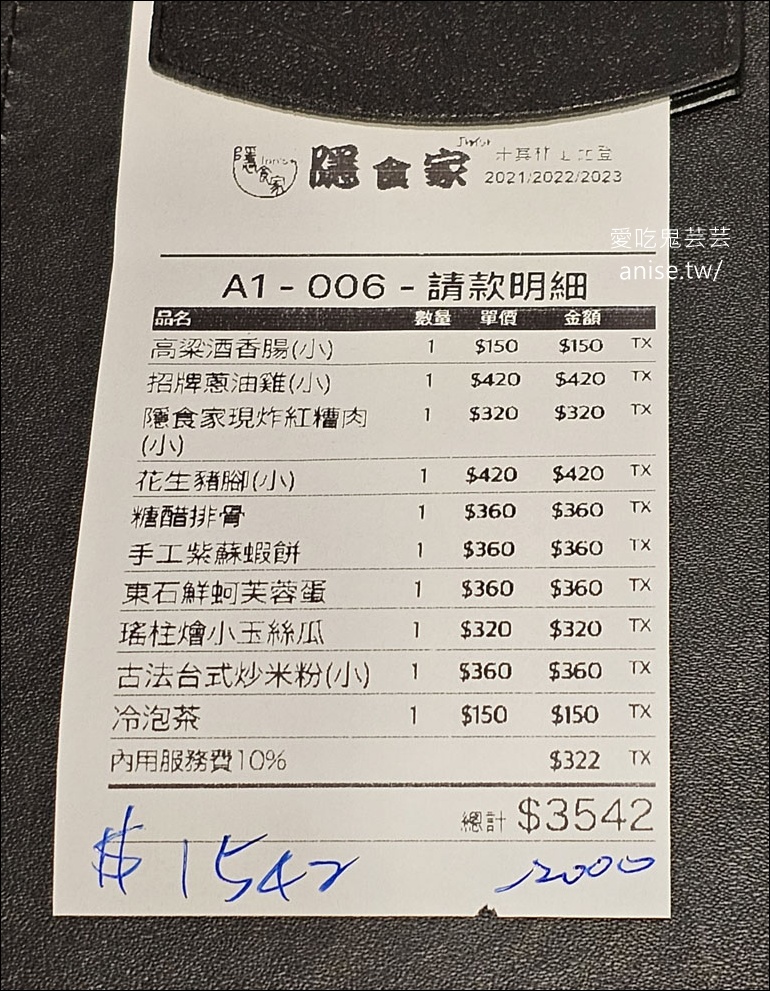 隱食家
隱食家
2021/2022/2023
愛吃鬼芸芸
anise.tw/
A1-006-請款明細
品名 數量 單價 金額
高粱酒香腸(小) 1 $150 $150 TX
招牌蔥油雞(小) 1 $420 $420 TX
隱食家現炸紅糟肉 1 $320 $320 TX
(小)
花生豬腳(小) 1 $420 $420 TX
糖醋排骨 1 $360 $360 TX
手工紫蘇蝦餅 1 $360 $360 TX
東石鮮蚵芙蓉蛋 1 $360 $360 TX
瑤柱燴小玉絲瓜 1 $320 $320 TX
古法台式炒米粉(小) 1 $360 $360 TX
冷泡茶 1 $150 $150 TX
內用服務費10% $322 TX
總計 $3542
$1542 -2000